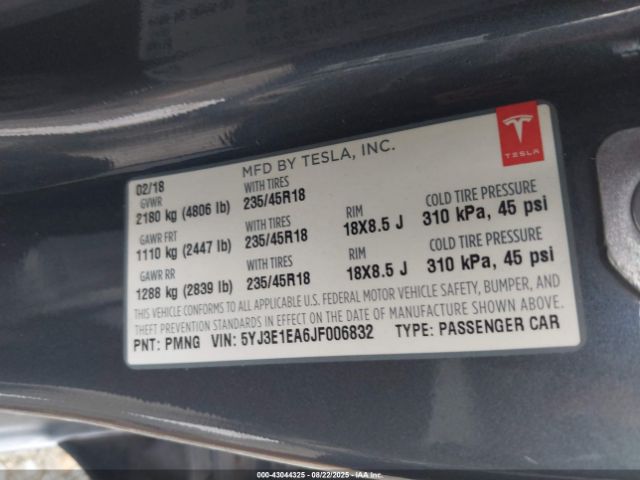 02/18
MFD BY TESLA, INC.
TESLA
GVWR
2180 kg (4806 lb)
WITH TIRES
235/45R18
GAWR FRT
1110 kg (2447 lb)
WITH TIRES
235/45R18
RIM
18X8.5 J
COLD TIRE PRESSURE
310 kPa, 45 psi
GAWR RR
1288 kg (2839 lb)
WITH TIRES
235/45R18
RIM
18X8.5 J
COLD TIRE PRESSURE
310 kPa, 45 psi
THIS VEHICLE CONFORMS TO ALL APPLICABLE U.S. FEDERAL MOTOR VEHICLE SAFETY, BUMPER, AND
THEFT PREVENTION STANDARDS IN EFFECT ON THE DATE OF MANUFACTURE SHOWN ABOVE.
PNT: PMNG VIN: 5YJ3E1EA6JF006832 TYPE: PASSENGER CAR
000-43044325 - 08/22/2025 - IAAI.COM